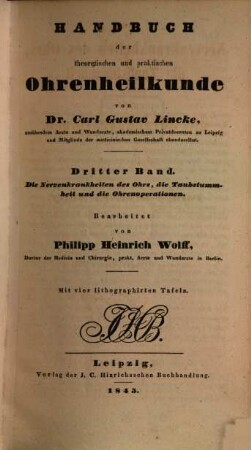 HANDBUCH
der
theoretischen und praktischen
Ohrenheilkunde
von
Dr. Carl Gustav Lincke,
ausübendem Arzte und Wundarzte, akademischem Privatdocenten zu Leipzig
und Mitgliede der medicinischen Gesellschaft ebendaselbst.
Dritter Band.
Die Nervenkrankheiten des Ohrs, die Taubstumm-
heit und die Ohrenoperationen.
Bearbeitet
von
Philipp Heinrich Wolff,
Doctor der Medicin und Chirurgie, prakt. Arzte und Wundarzte in Berlin.
Mit vier lithographirten Tafeln.
Leipzig,
Verlag der J. C. Hinrichsschen Buchhandlung.
1845.